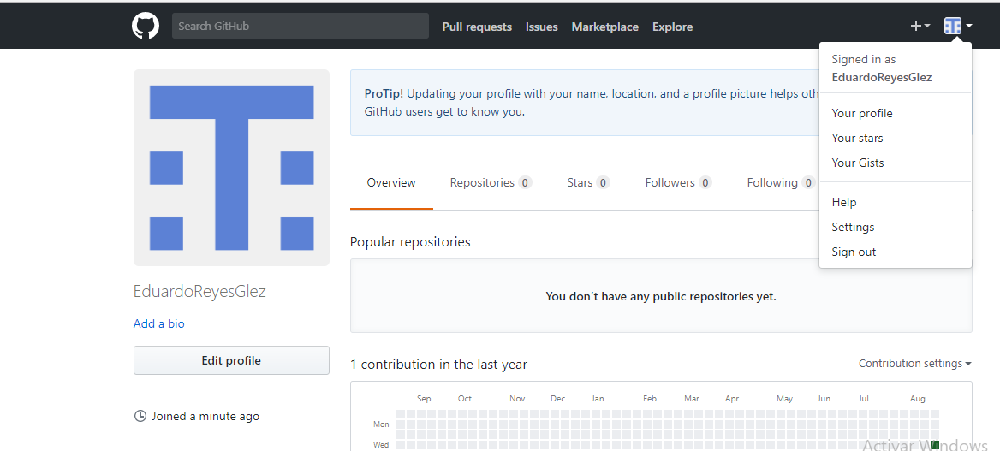 Search GitHub
Pull requests
Issues
Marketplace
Explore
Signed in as
EduardoReyesGlez
Your profile
Your stars
Your Gists
Help
Settings
Sign out
ProTip! Updating your profile with your name, location, and a profile picture helps
GitHub users get to know you.
Overview
Repositories 0
Stars 0
Followers 0
Following 0
Popular repositories
You don’t have any public repositories yet.
EduardoReyesGlez
Add a bio
Edit profile
Joined a minute ago
1 contribution in the last year
Contribution settings
Sep Oct Nov Dec Jan Feb Mar Apr May Jun Jul Aug
Mon
Wed
Activar Windows